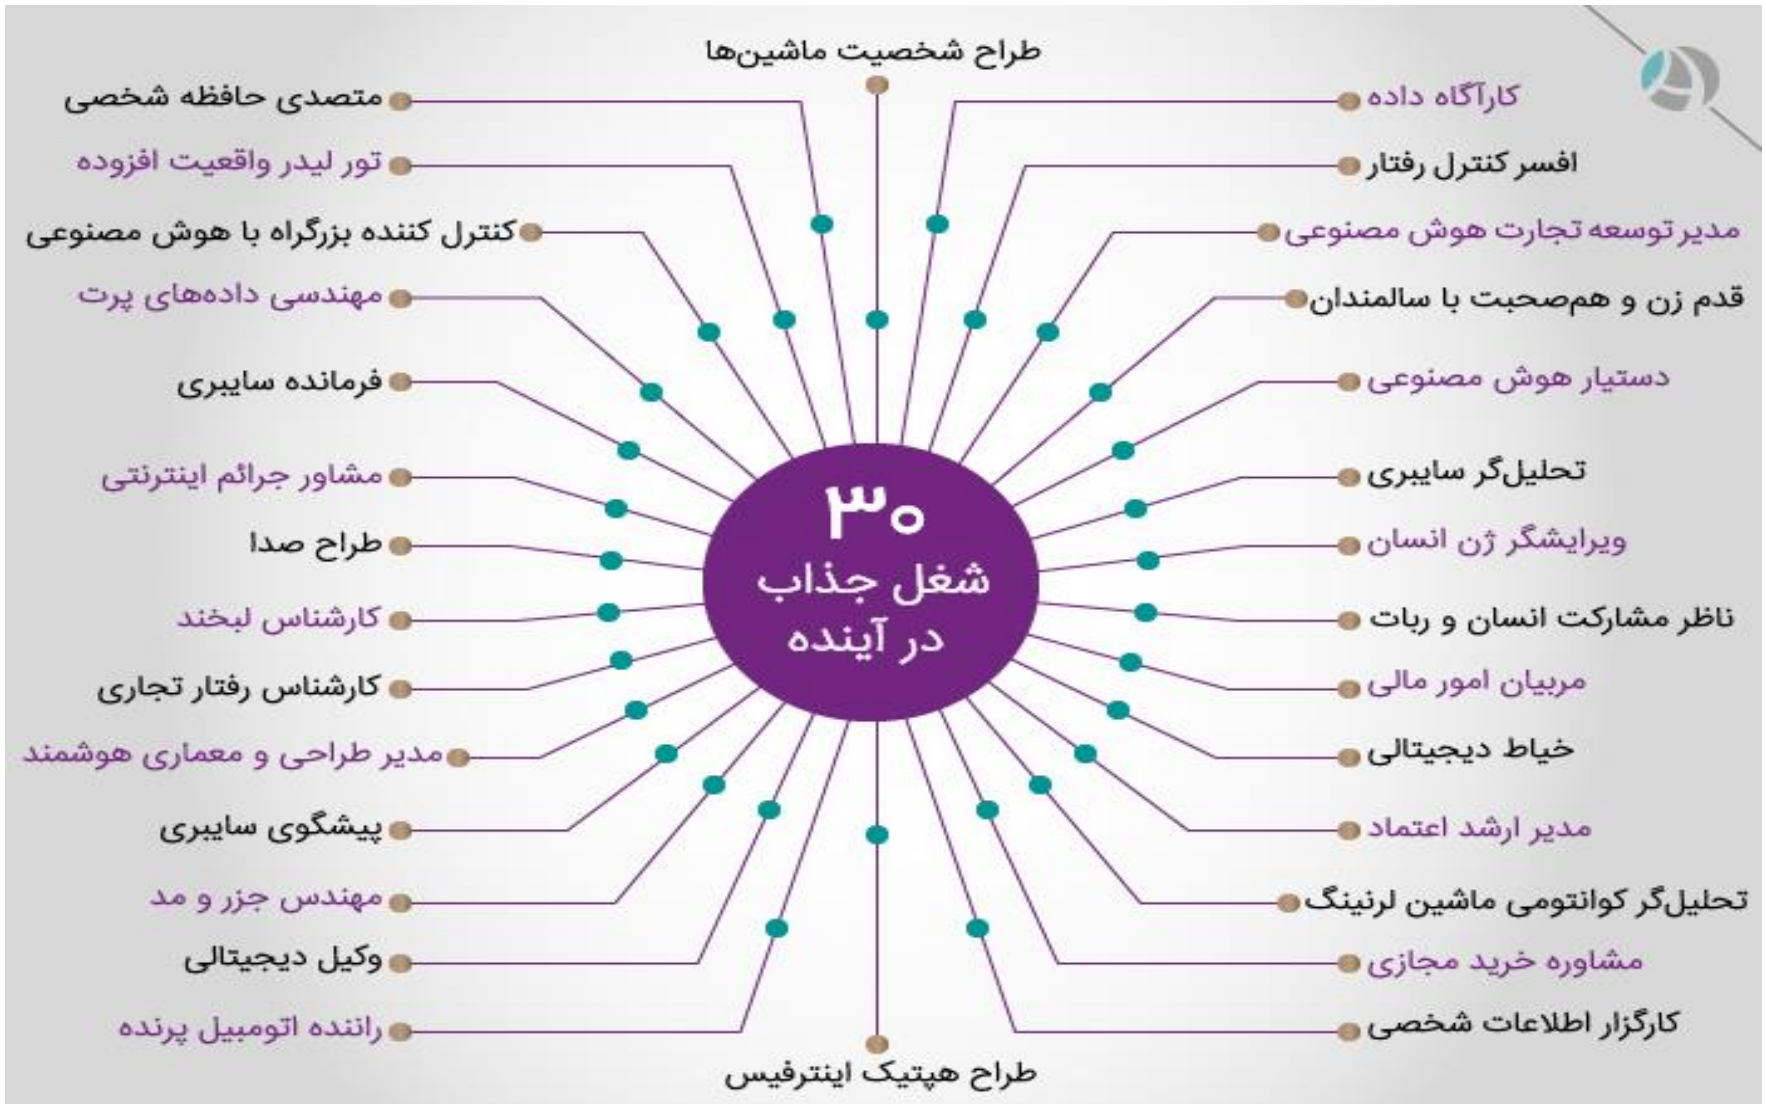 طراح شخصیت ماشین‌ها
کارآگاه داده
افسر کنترل رفتار
مدیر توسعه تجارت هوش مصنوعی
قدم زن و هم‌صحبت با سالمندان
دستیار هوش مصنوعی
تحلیل‌گر سایبری
ویرایشگر ژن انسان
ناظر مشارکت انسان و ربات
مربیان امور مالی
خیاط دیجیتالی
مدیر ارشد اعتماد
تحلیل‌گر کوانتومی ماشین لرنینگ
مشاوره خرید مجازی
کارگزار اطلاعات شخصی
۳۰
شغل جذاب
در آینده
متصدی حافظه شخصی
تور لیدر واقعیت افزوده
کنترل کننده بزرگراه با هوش مصنوعی
مهندسی داده‌های پرت
فرمانده سایبری
مشاور جرائم اینترنتی
طراح صدا
کارشناس لبخند
کارشناس رفتار تجاری
مدیر طراحی و معماری هوشمند
پیشگوی سایبری
مهندس جزر و مد
وکیل دیجیتالی
راننده اتومبیل پرنده
طراح هپتیک اینترفیس